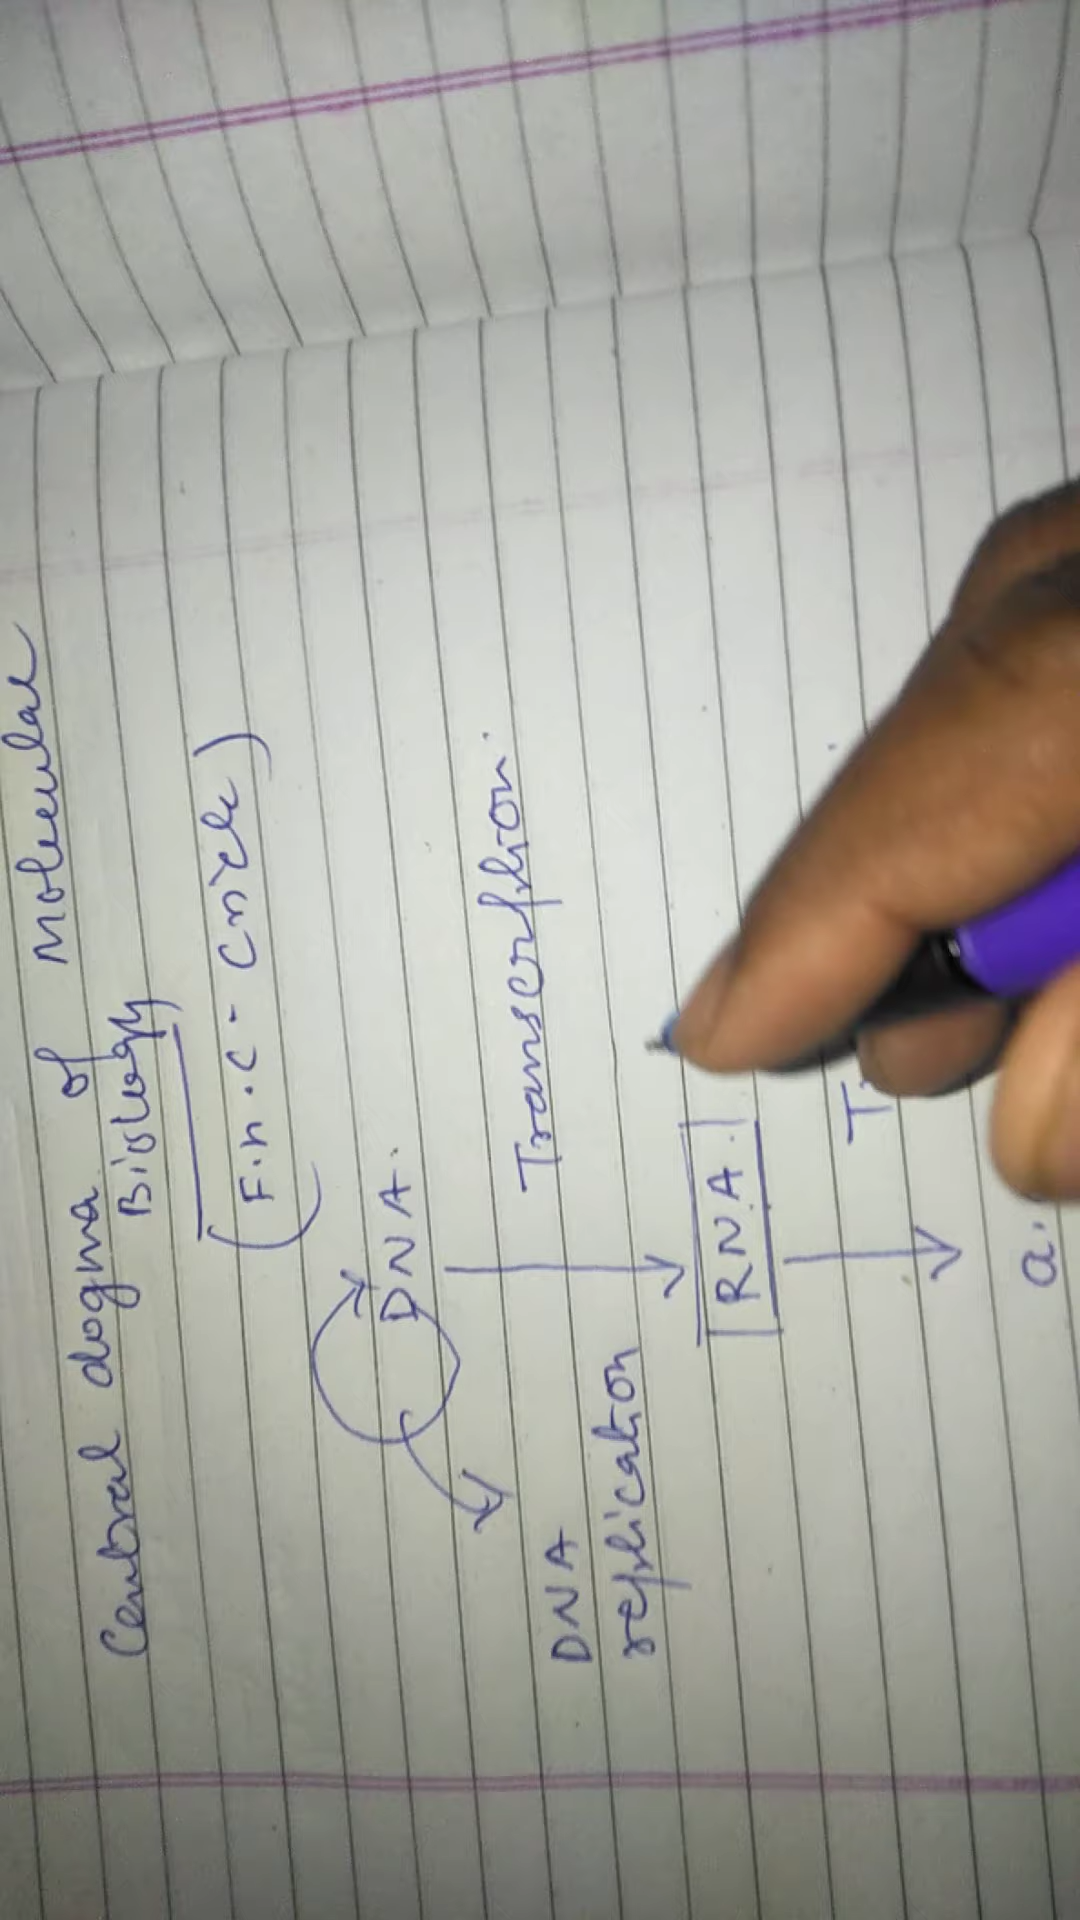 Central dogma of Molecular
Biology
(F.H.C. Crick)
DNA.
Transcription.
DNA
replication
RNA.
T
a.